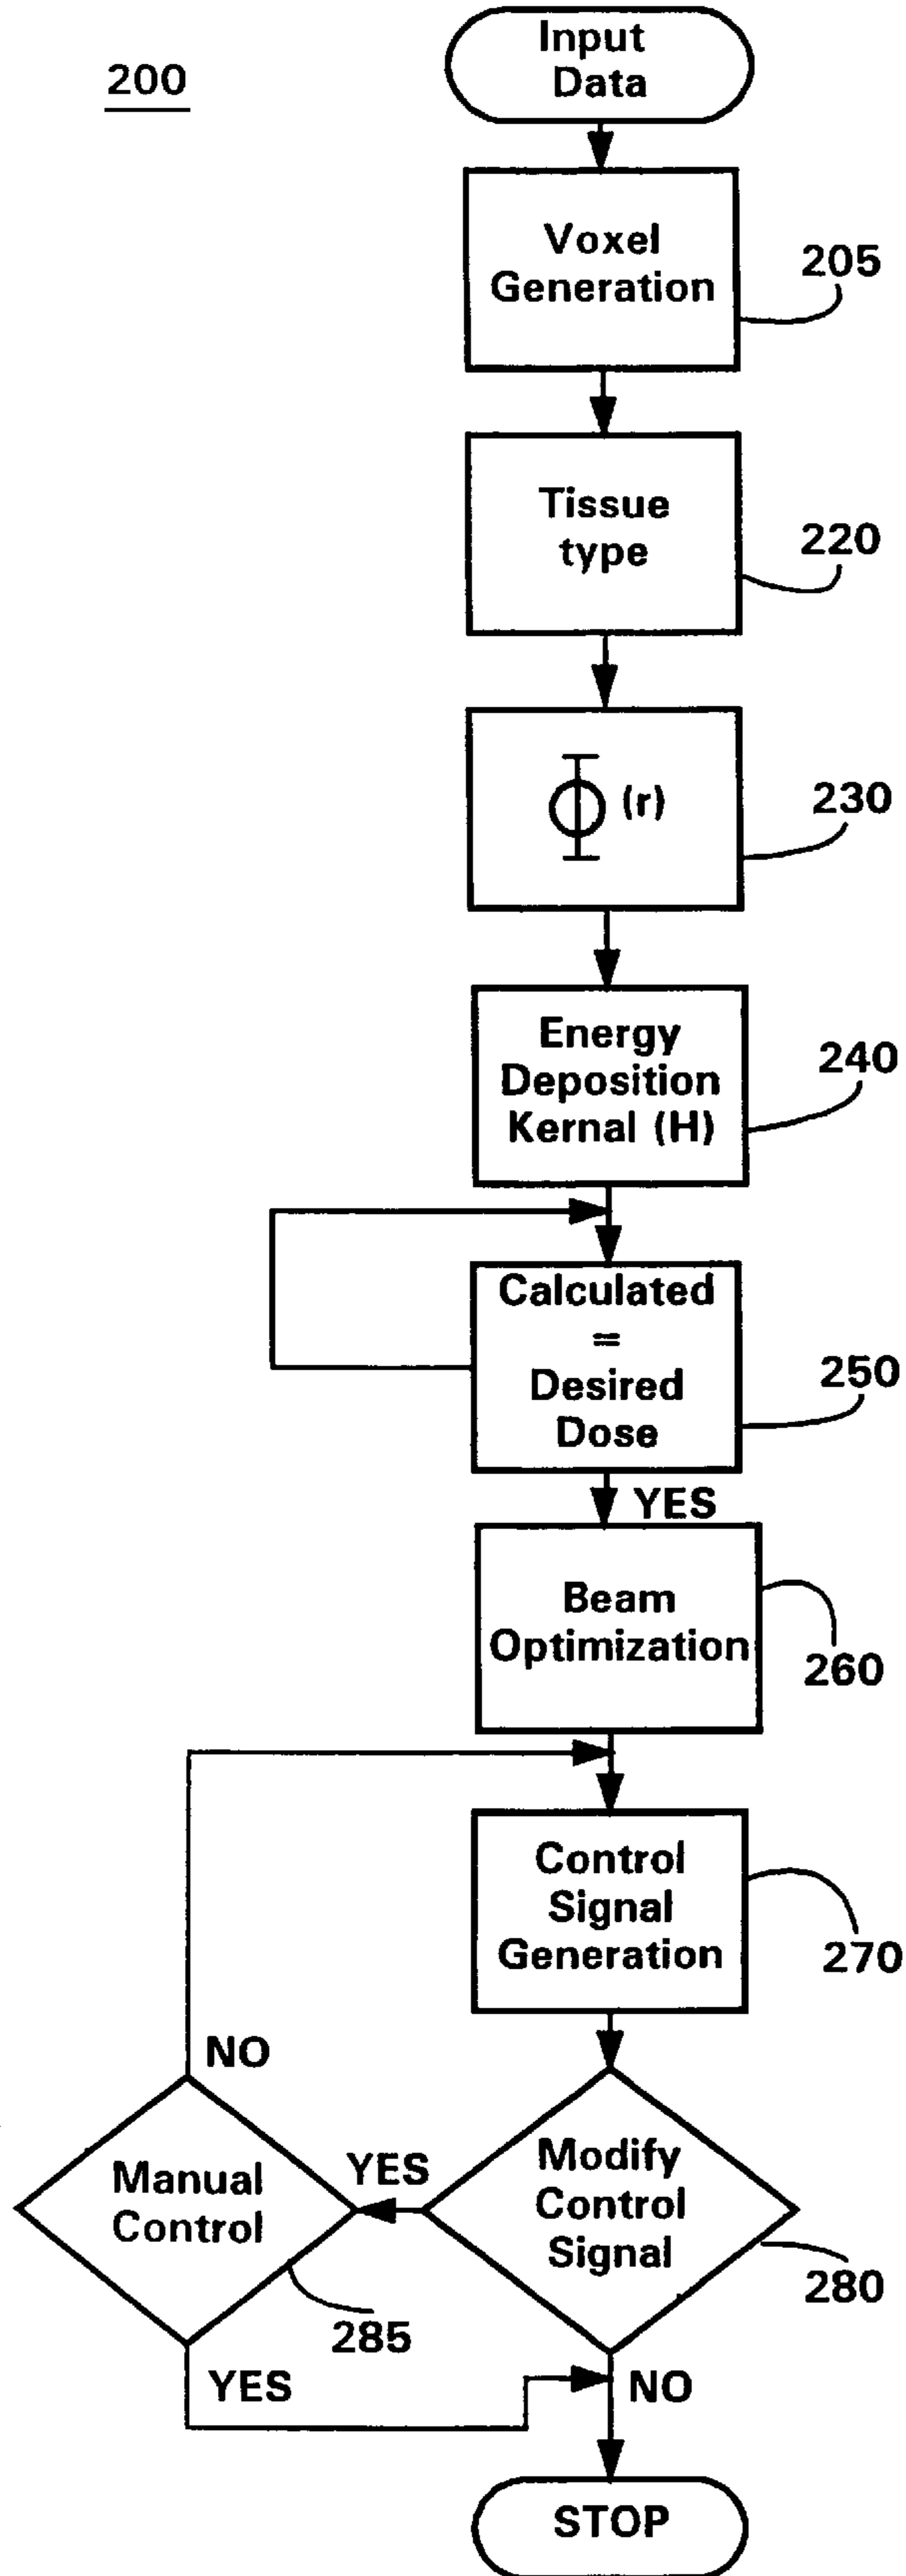 200
Input
Data
Voxel
Generation
205
Tissue
type
220
Φ (r)
230
Energy
Deposition
Kernal (H)
240
Calculated
=
Desired
Dose
250
YES
Beam
Optimization
260
Control
Signal
Generation
270
NO
Manual
Control
YES
Modify
Control
Signal
280
285
YES
NO
STOP